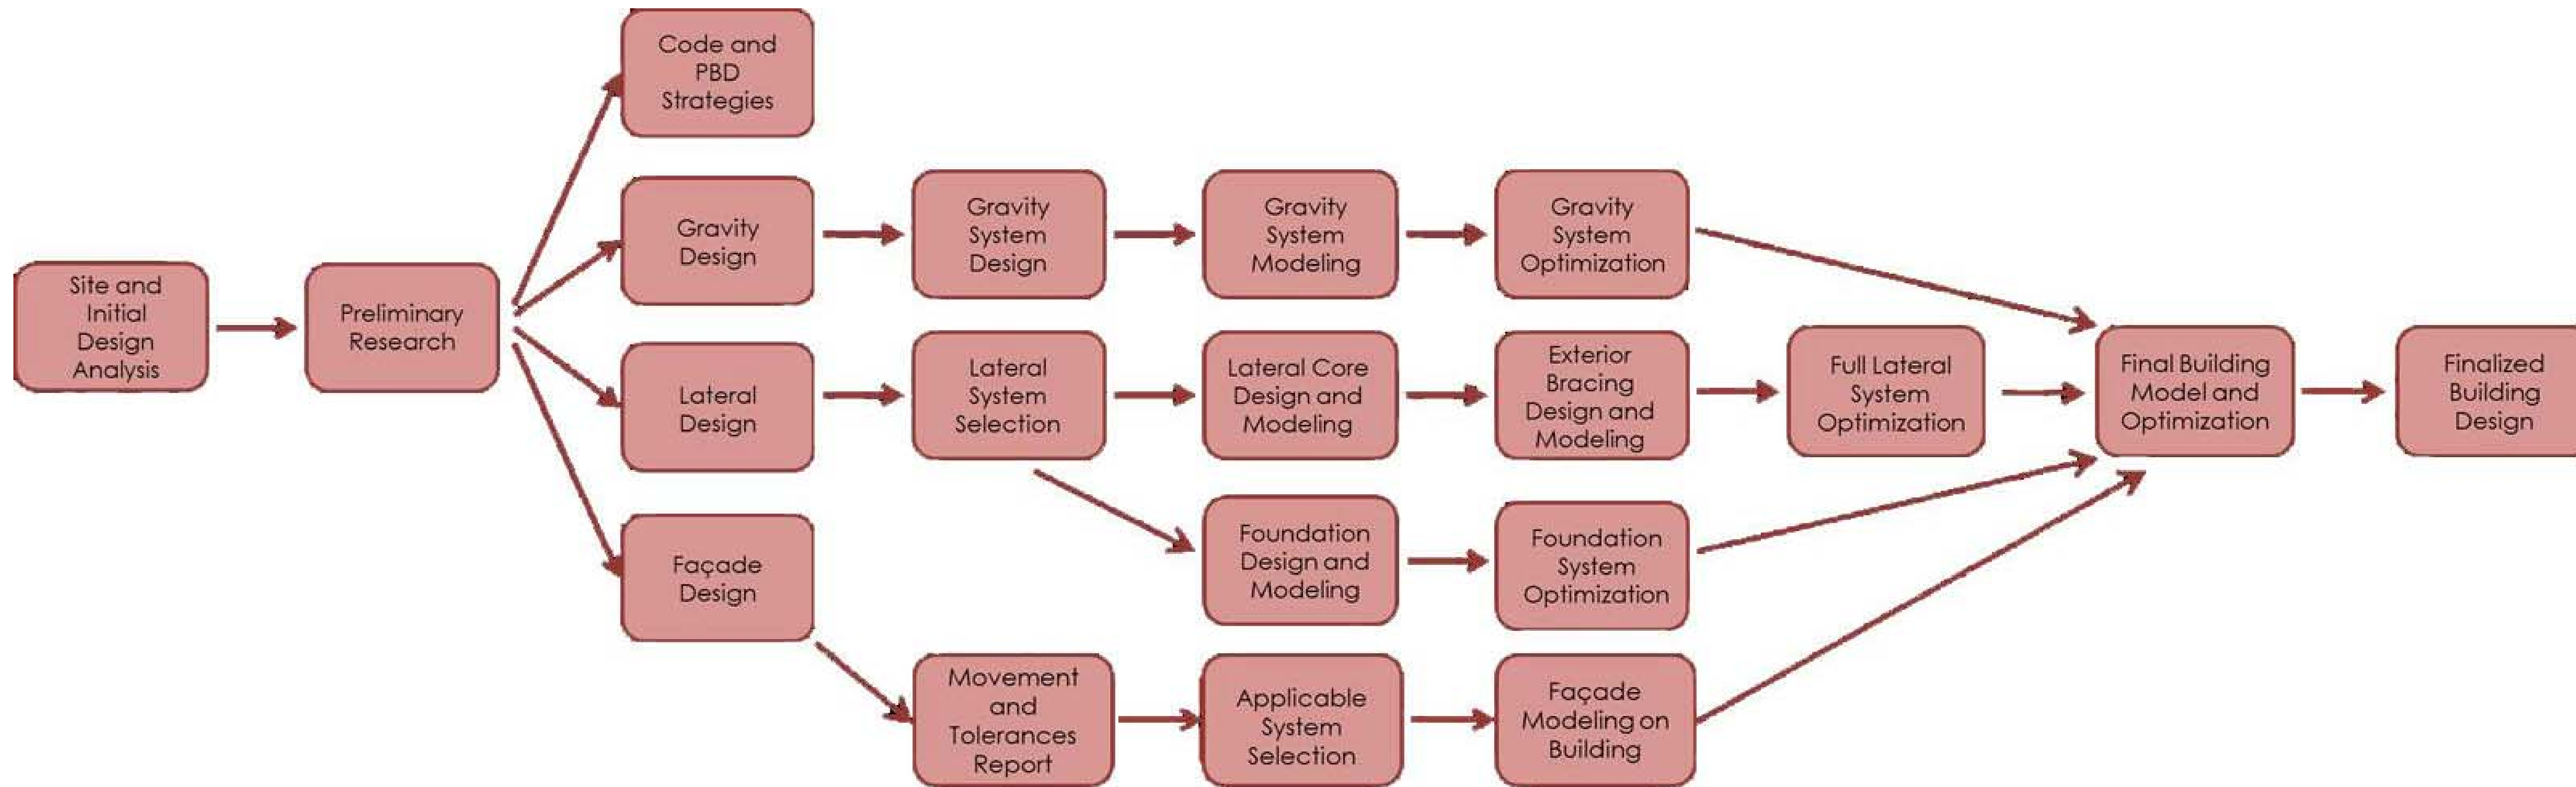 Code and
PBD
Strategies
Gravity
Design
Gravity
System
Design
Gravity
System
Modeling
Gravity
System
Optimization
Site and
Initial
Design
Analysis
Preliminary
Research
Lateral
Design
Lateral
System
Selection
Lateral Core
Design and
Modeling
Exterior
Bracing
Design and
Modeling
Full Lateral
System
Optimization
Final Building
Model and
Optimization
Finalized
Building
Design
Façade
Design
Foundation
Design and
Modeling
Foundation
System
Optimization
Movement
and
Tolerances
Report
Applicable
System
Selection
Façade
Modeling on
Building